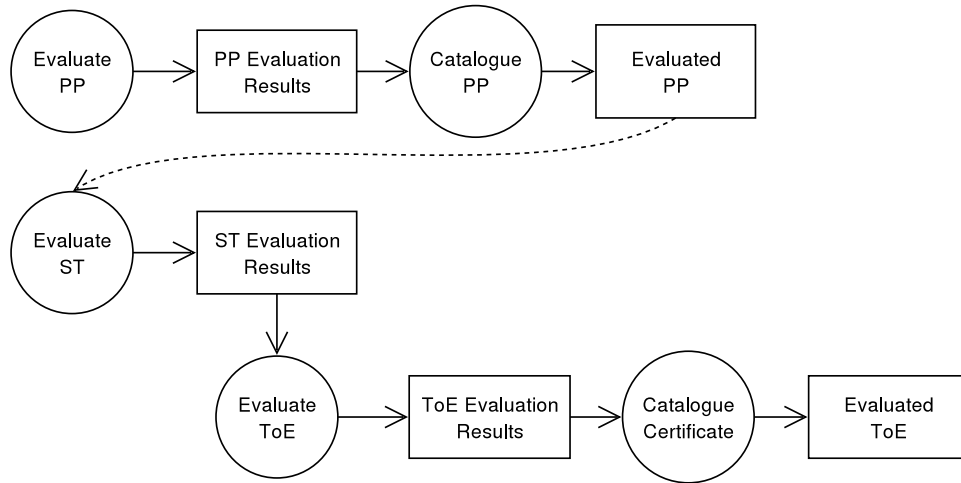 Evaluate
PP
PP Evaluation
Results
Catalogue
PP
Evaluated
PP
Evaluate
ST
ST Evaluation
Results
Evaluate
ToE
ToE Evaluation
Results
Catalogue
Certificate
Evaluated
ToE